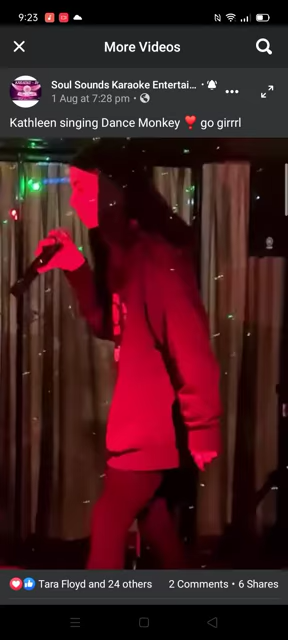 9:23
More Videos
Soul Sounds Karaoke Entertai... •
1 Aug at 7:28 pm •
Kathleen singing Dance Monkey ❣️ go girrrl
Tara Floyd and 24 others 2 Comments • 6 Shares